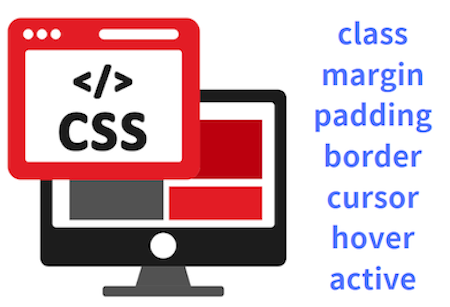 </>
CSS
class
margin
padding
border
cursor
hover
active